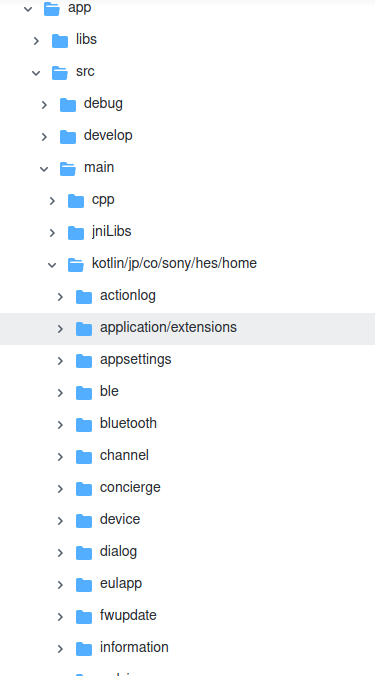 app
libs
src
debug
develop
main
cpp
jniLibs
kotlin/jp/co/sony/hes/home
actionlog
application/extensions
appsettings
ble
bluetooth
channel
concierge
device
dialog
eulapp
fwupdate
information